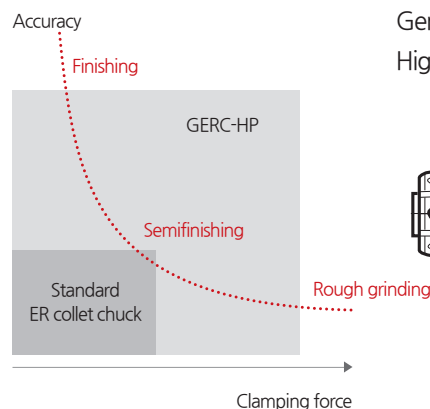 Accuracy
Finishing
GERC-HP
Semifinishing
Standard
ER collet chuck
Rough grinding
Clamping force